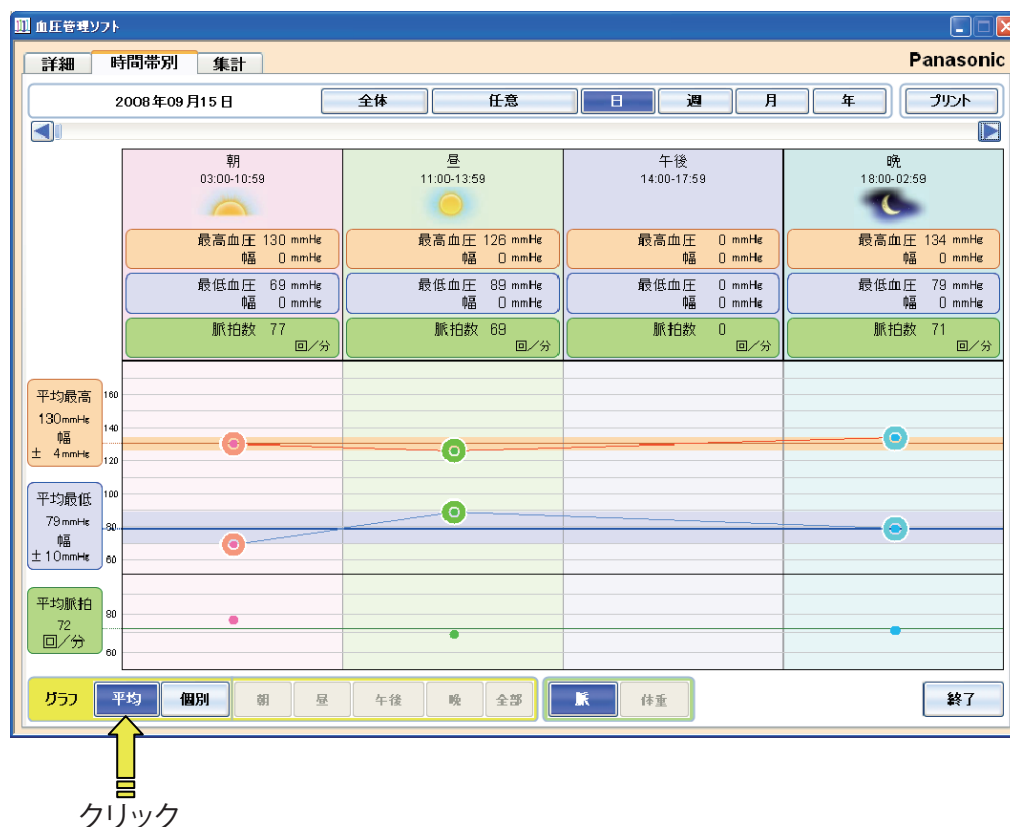 血圧管理ソフト
詳細 時間帯別 集計 Panasonic
2008年09月15日 全体 任意 日 週 月 年 プリント
朝 昼 午後 晩
03:00-10:59 11:00-13:59 14:00-17:59 18:00-02:59
最高血圧 130 mmHg 最高血圧 126 mmHg 最高血圧 0 mmHg 最高血圧 134 mmHg
幅 0 mmHg 幅 0 mmHg 幅 0 mmHg 幅 0 mmHg
最低血圧 69 mmHg 最低血圧 89 mmHg 最低血圧 0 mmHg 最低血圧 79 mmHg
幅 0 mmHg 幅 0 mmHg 幅 0 mmHg 幅 0 mmHg
脈拍数 77 脈拍数 69 脈拍数 0 脈拍数 71
回/分 回/分 回/分 回/分
平均最高 160
130mmHg
幅 140
± 4mmHg 120
平均最低 100
79mmHg 80
幅
±10mmHg 60
平均脈拍 80
72
回/分 60
グラフ 平均 個別 朝 昼 午後 晩 全部 脈 体重 終了
クリック